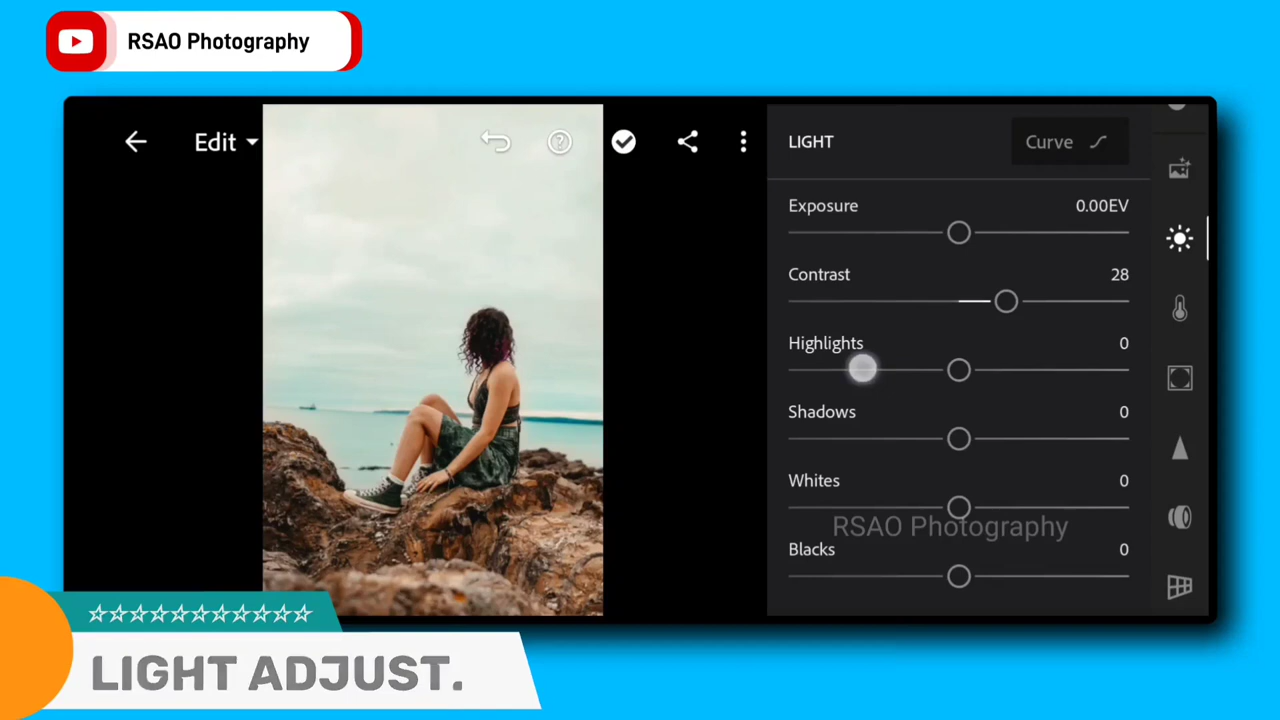 RSAO Photography
Edit
LIGHT
Curve
Exposure 0.00EV
Contrast 28
Highlights 0
Shadows 0
Whites 0
RSAO Photography
Blacks 0
LIGHT ADJUST.